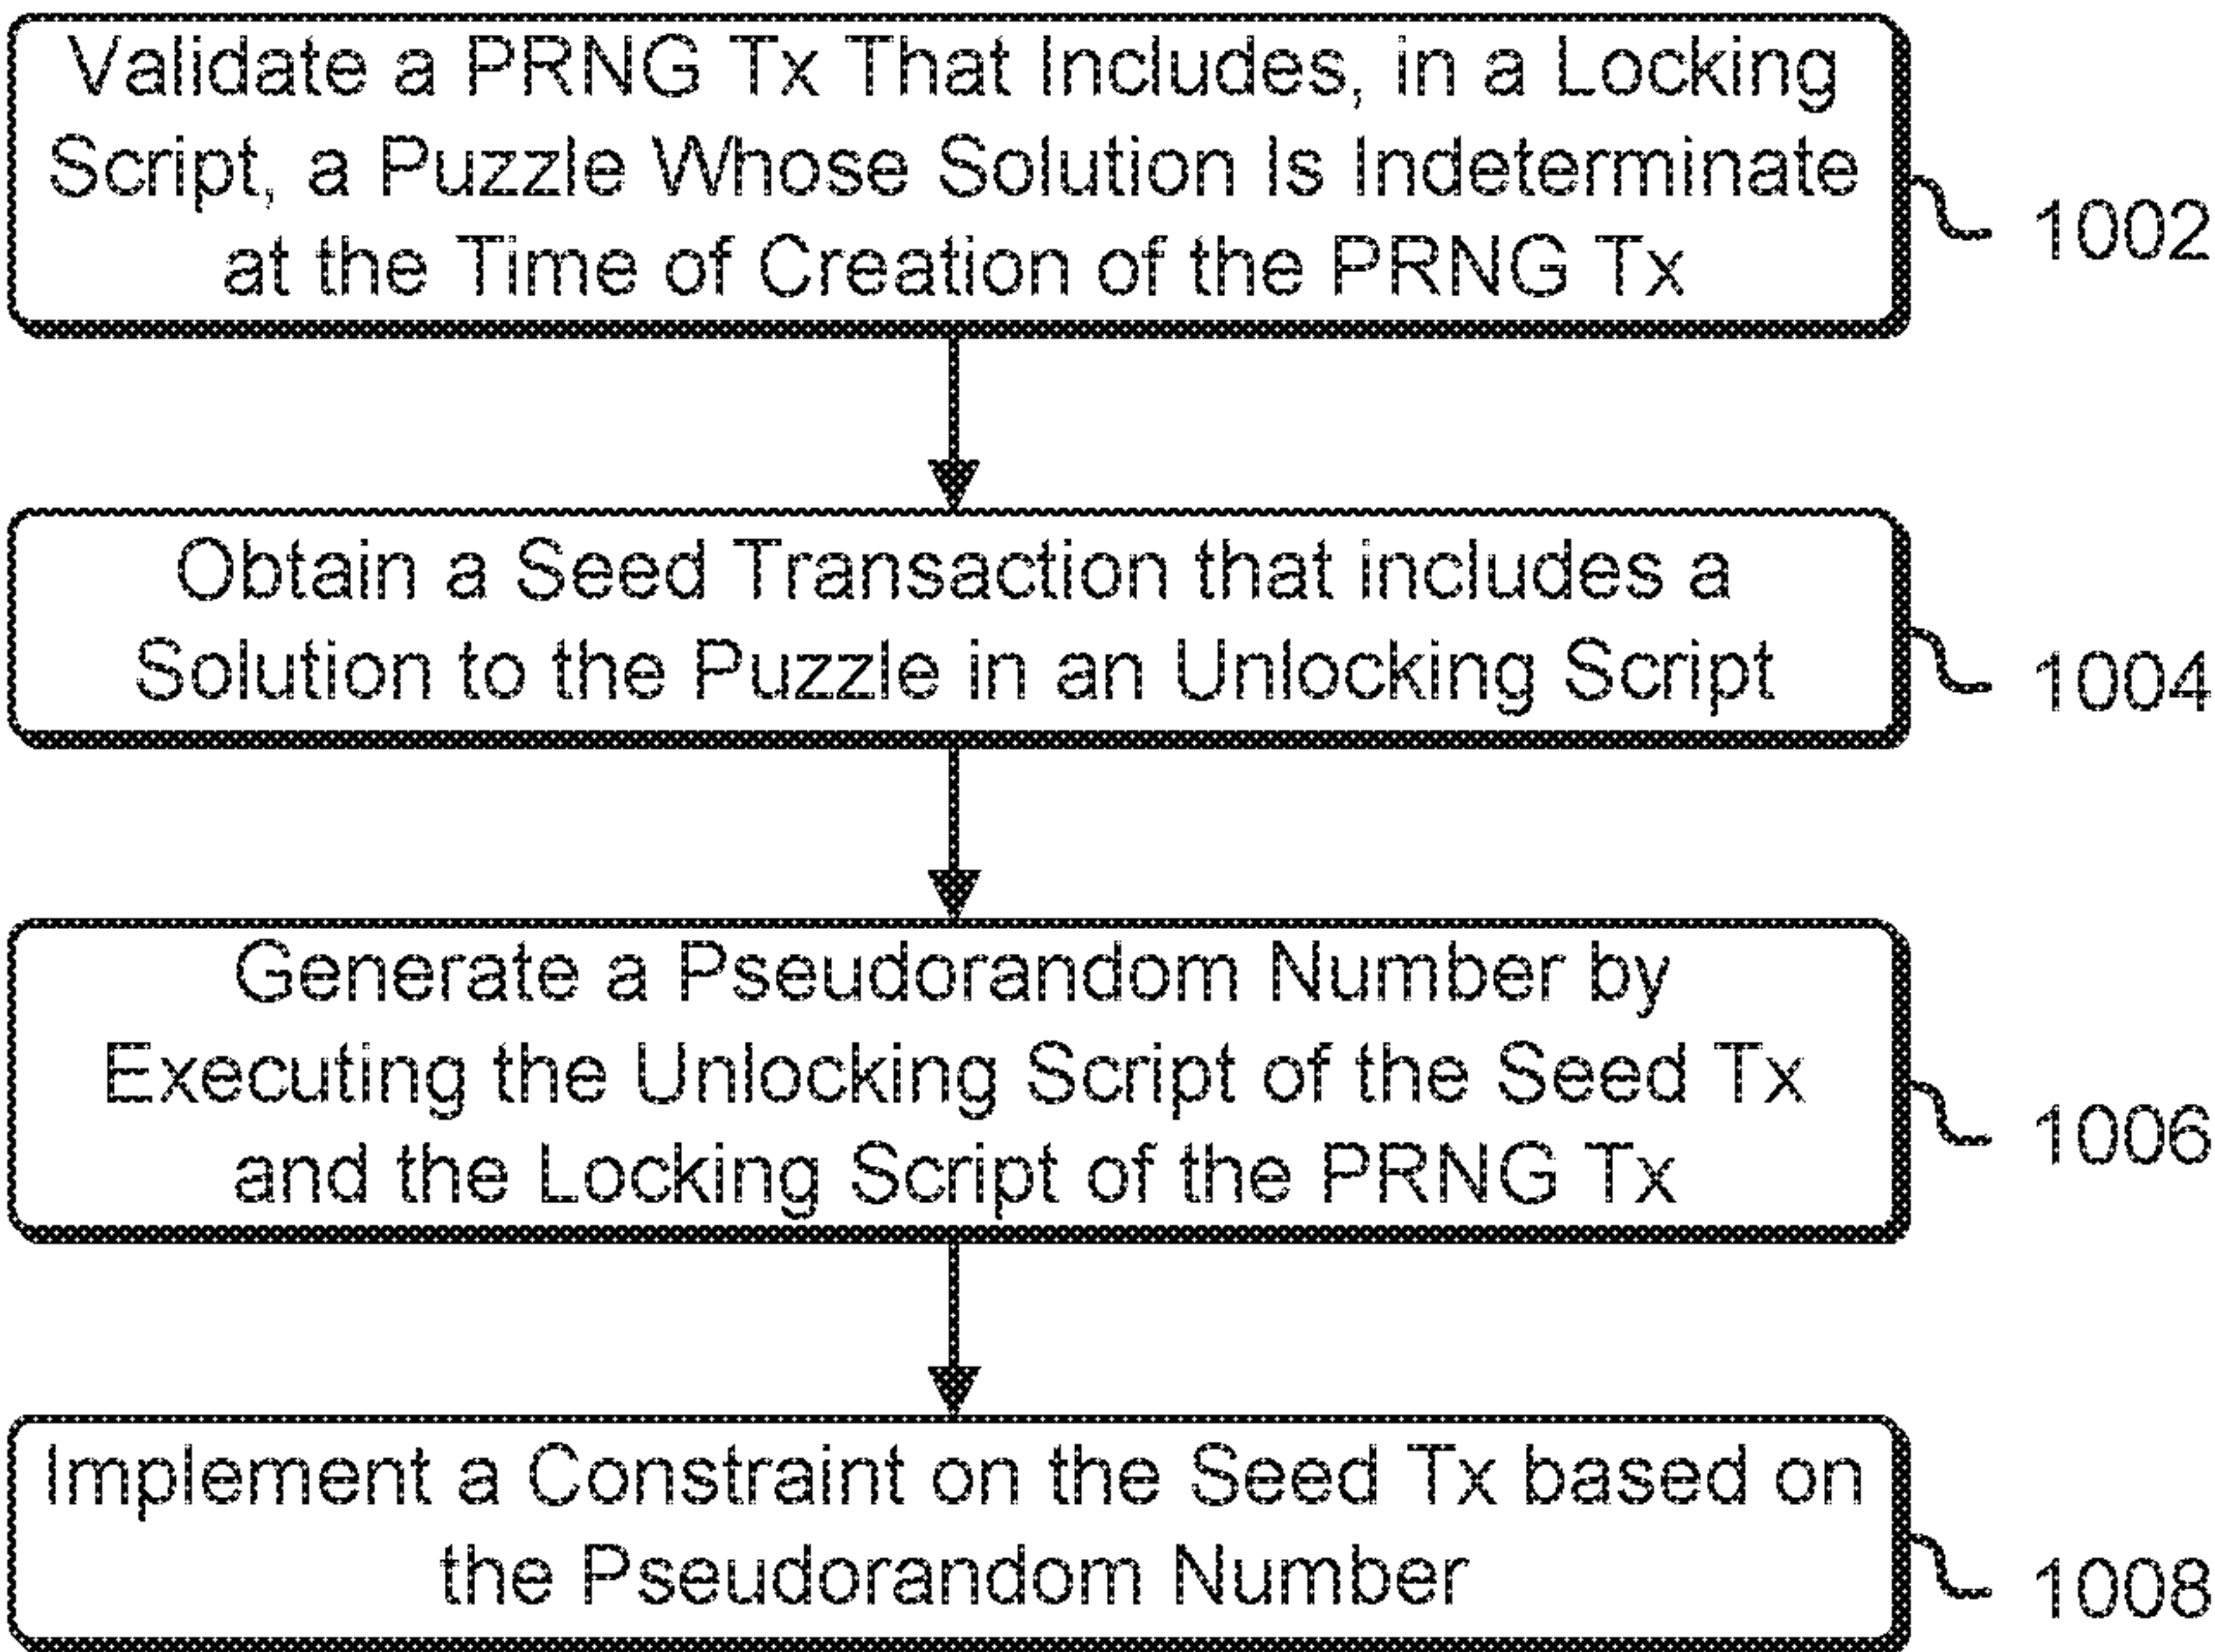 Validate a PRNG Tx That Includes, in a Locking
Script, a Puzzle Whose Solution Is Indeterminate
at the Time of Creation of the PRNG Tx
1002
Obtain a Seed Transaction that includes a
Solution to the Puzzle in an Unlocking Script
1004
Generate a Pseudorandom Number by
Executing the Unlocking Script of the Seed Tx
and the Locking Script of the PRNG Tx
1006
Implement a Constraint on the Seed Tx based on
the Pseudorandom Number
1008